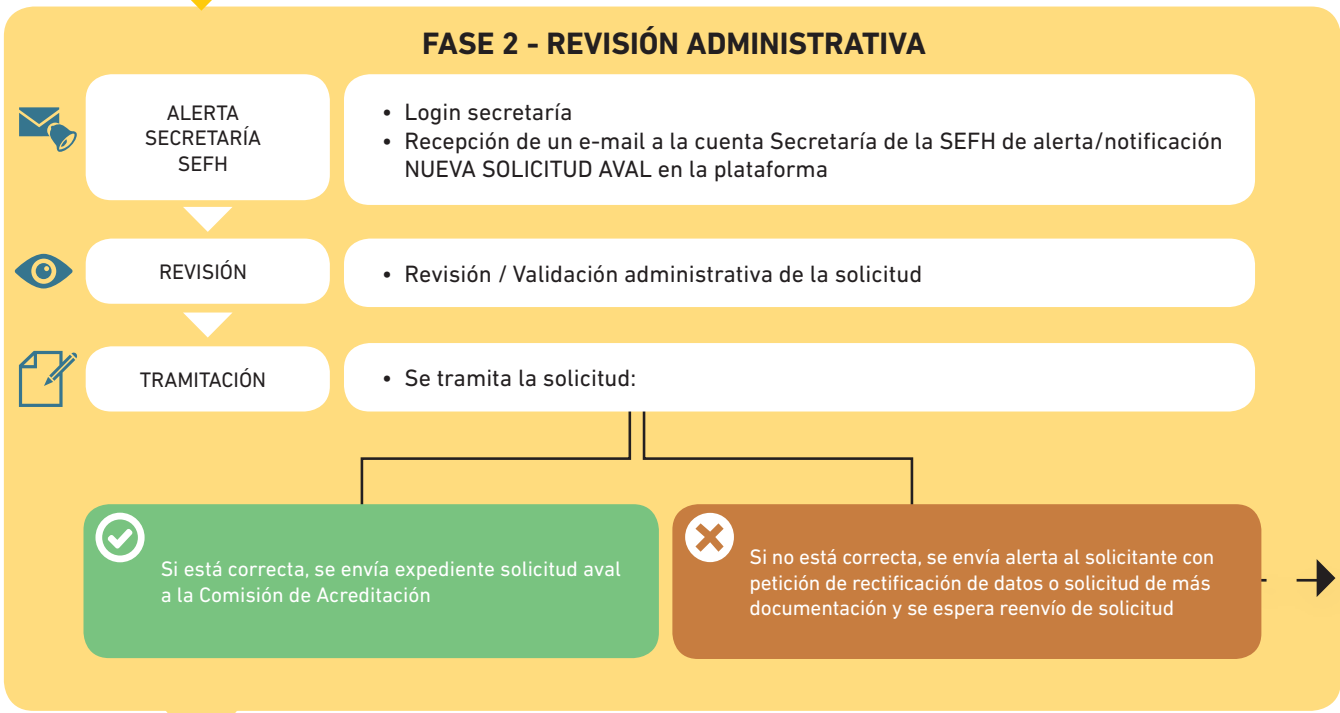 FASE 2 - REVISIÓN ADMINISTRATIVA
ALERTA
SECRETARÍA
SEFH
• Login secretaría
• Recepción de un e-mail a la cuenta Secretaría de la SEFH de alerta/notificación
NUEVA SOLICITUD AVAL en la plataforma
REVISIÓN
• Revisión / Validación administrativa de la solicitud
TRAMITACIÓN
• Se tramita la solicitud:
Si está correcta, se envía expediente solicitud aval
a la Comisión de Acreditación
Si no está correcta, se envía alerta al solicitante con
petición de rectificación de datos o solicitud de más
documentación y se espera reenvío de solicitud